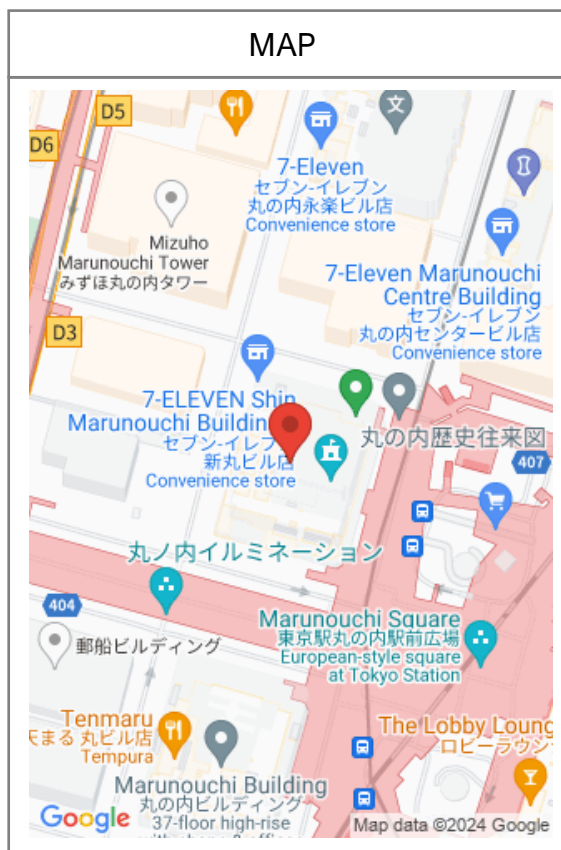 MAP
D5
D6
7-Eleven
セブン-イレブン
丸の内永楽ビル店
Convenience store
文
Mizuho
Marunouchi Tower
みずほ丸の内タワー
7-Eleven Marunouchi
Centre Building
セブン-イレブン
丸の内センタービル店
Convenience store
D3
7-ELEVEN Shin
Marunouchi Building
セブン-イレブ
新丸ビル店
Convenience store
丸の内歴史往来図
407
丸ノ内イルミネーション
404
郵船ビルディング
Marunouchi Square
東京駅丸の内駅前広場
European-style square
at Tokyo Station
Tenmaru
天まる 丸ビル店
Tempura
The Lobby Loung
ロビーラウン
Marunouchi Building
丸の内ビルディング
37-floor high-rise
Google
Map data ©2024 Google